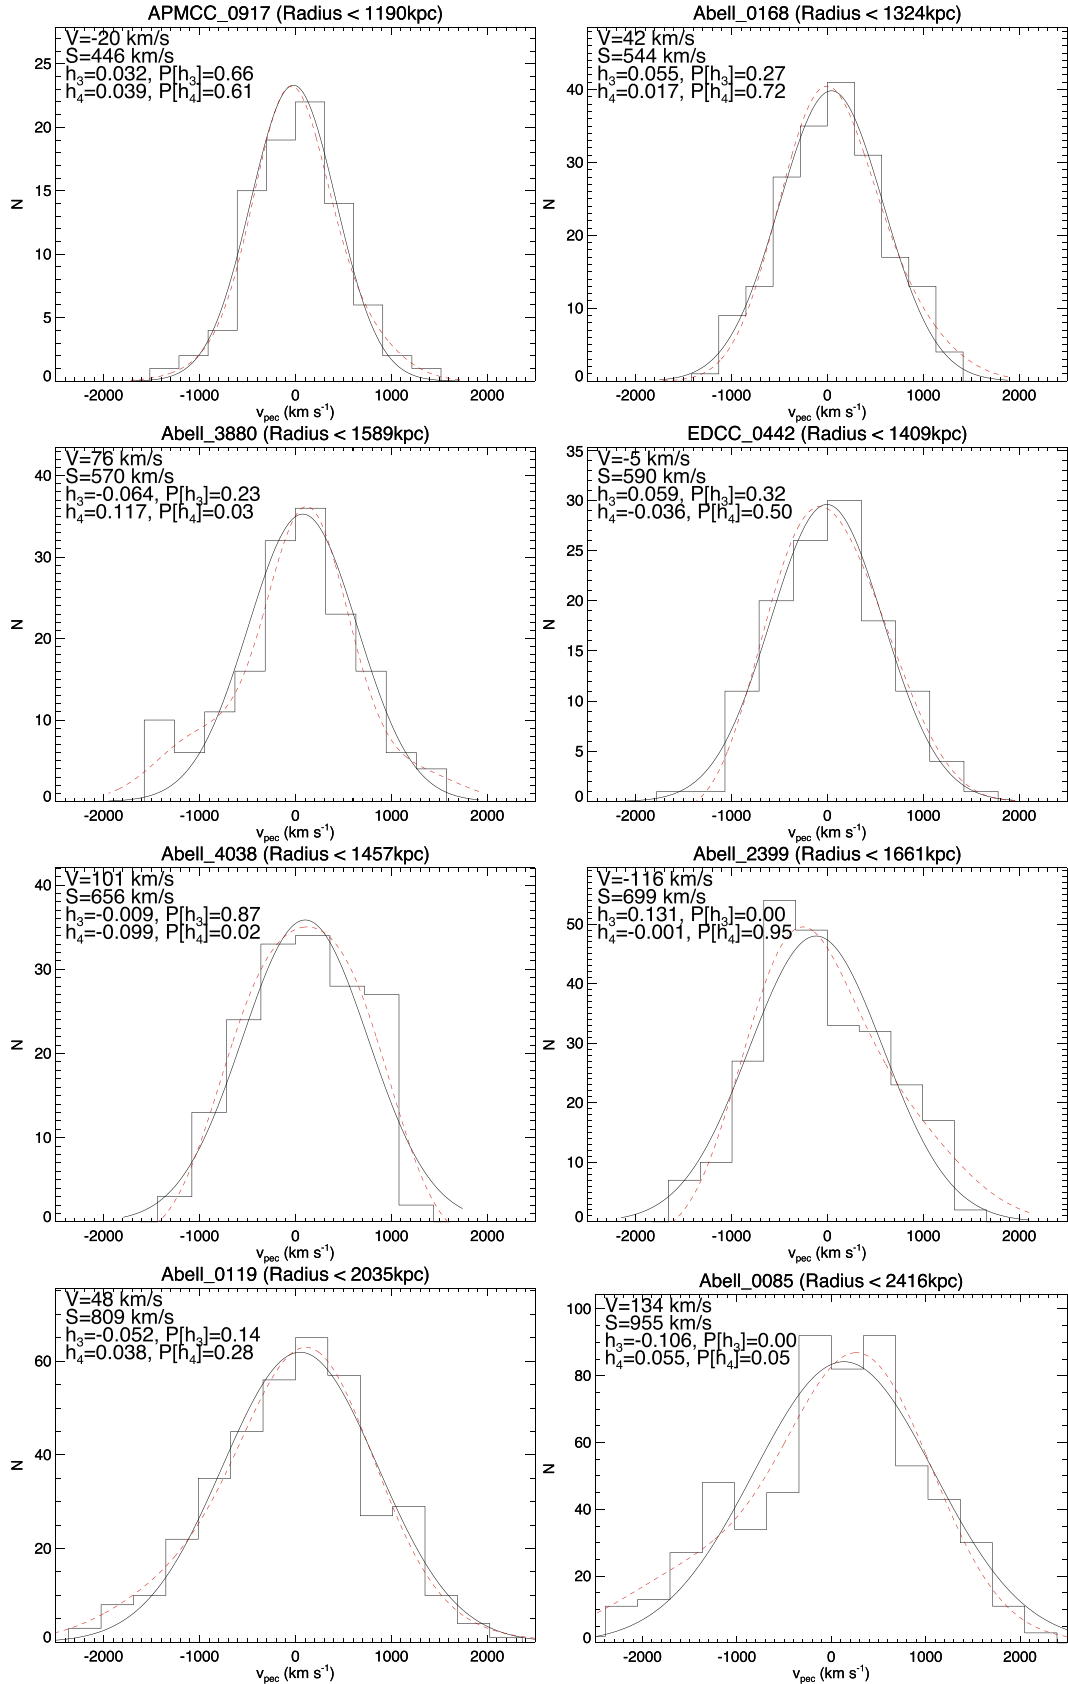 APMCC_0917 (Radius < 1190kpc)
V=-20 km/s
S=446 km/s
h3=0.032, P[h3]=0.66
h4=0.039, P[h4]=0.61
25
20
15
10
5
0
N
-2000 -1000 0 1000 2000
vpec (km s-1)
Abell_0168 (Radius < 1324kpc)
V=42 km/s
S=544 km/s
h3=0.055, P[h3]=0.27
h4=0.017, P[h4]=0.72
40
30
20
10
0
N
-2000 -1000 0 1000 2000
vpec (km s-1)
Abell_3880 (Radius < 1589kpc)
V=76 km/s
S=570 km/s
h3=-0.064, P[h3]=0.23
h4=0.117, P[h4]=0.03
40
30
20
10
0
N
-2000 -1000 0 1000 2000
vpec (km s-1)
EDCC_0442 (Radius < 1409kpc)
V=-5 km/s
S=590 km/s
h3=0.059, P[h3]=0.32
h4=-0.036, P[h4]=0.50
35
30
25
20
15
10
5
0
N
-2000 -1000 0 1000 2000
vpec (km s-1)
Abell_4038 (Radius < 1457kpc)
V=101 km/s
S=656 km/s
h3=-0.009, P[h3]=0.87
h4=-0.099, P[h4]=0.02
40
30
20
10
0
N
-2000 -1000 0 1000 2000
vpec (km s-1)
Abell_2399 (Radius < 1661kpc)
V=-116 km/s
S=699 km/s
h3=0.131, P[h3]=0.00
h4=-0.001, P[h4]=0.95
50
40
30
20
10
0
N
-2000 -1000 0 1000 2000
vpec (km s-1)
Abell_0119 (Radius < 2035kpc)
V=48 km/s
S=809 km/s
h3=-0.052, P[h3]=0.14
h4=0.038, P[h4]=0.28
60
40
20
0
N
-2000 -1000 0 1000 2000
vpec (km s-1)
Abell_0085 (Radius < 2416kpc)
V=134 km/s
S=955 km/s
h3=-0.106, P[h3]=0.00
h4=0.055, P[h4]=0.05
100
80
60
40
20
0
N
-2000 -1000 0 1000 2000
vpec (km s-1)